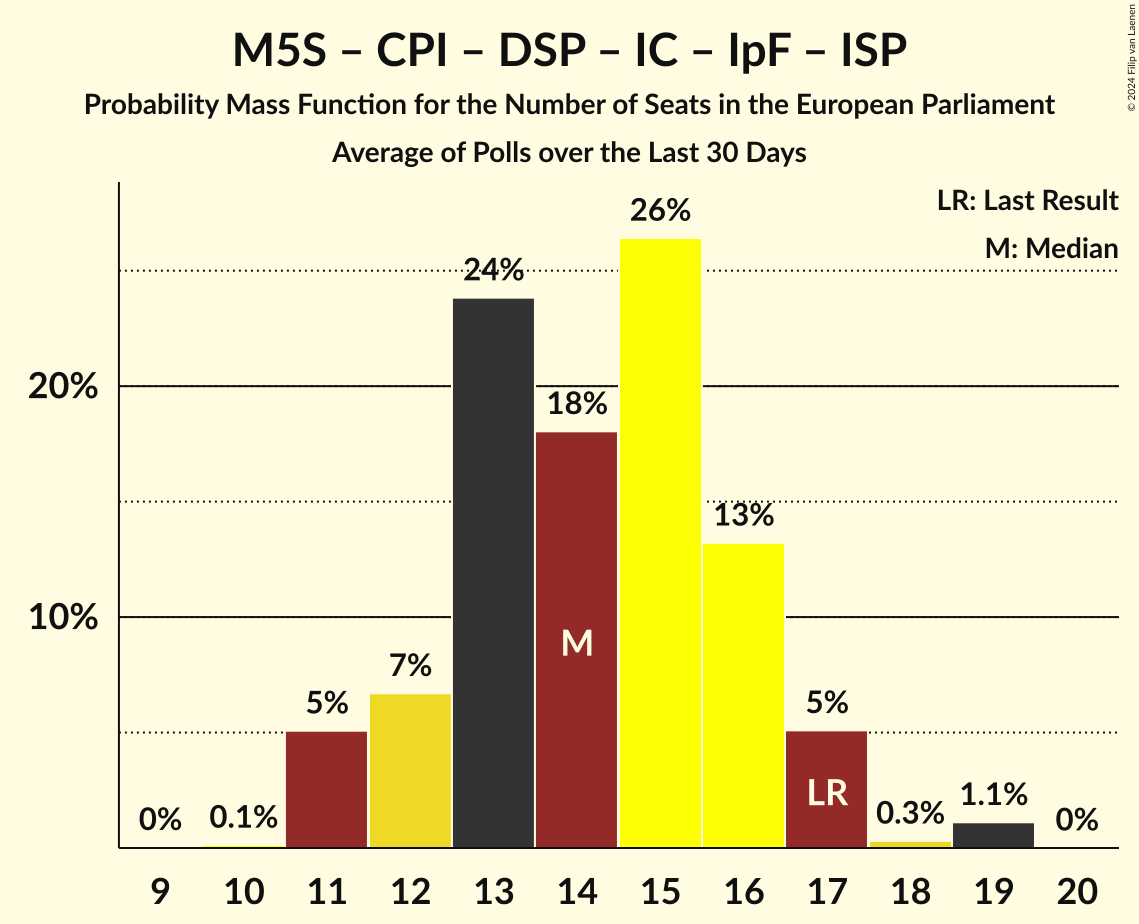 M5S – CPI – DSP – IC – IpF – ISP
Probability Mass Function for the Number of Seats in the European Parliament
Average of Polls over the Last 30 Days
© 2024 Filip van Laenen
LR: Last Result
M: Median
20%
10%
0%
0.1%
5%
7%
24%
18%
26%
13%
5%
0.3%
1.1%
0%
M
LR
9 10 11 12 13 14 15 16 17 18 19 20